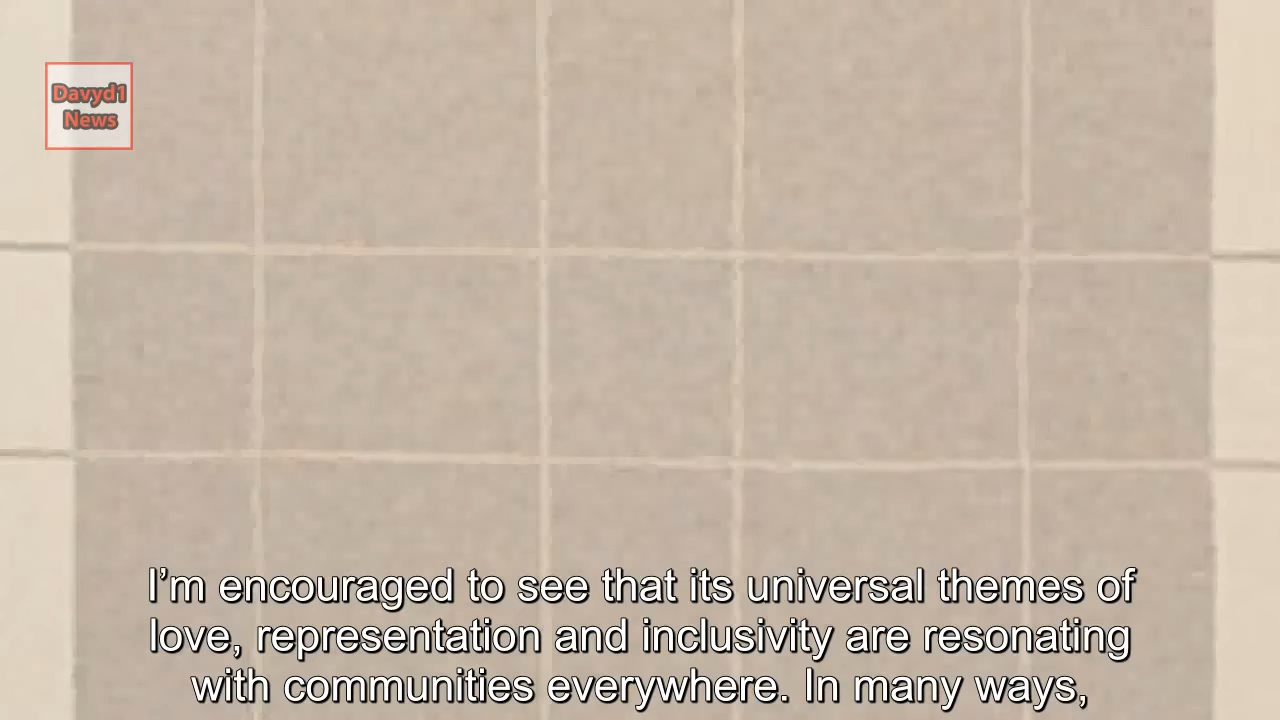 Davyd1
News
I’m encouraged to see that its universal themes of
love, representation and inclusivity are resonating
with communities everywhere. In many ways,